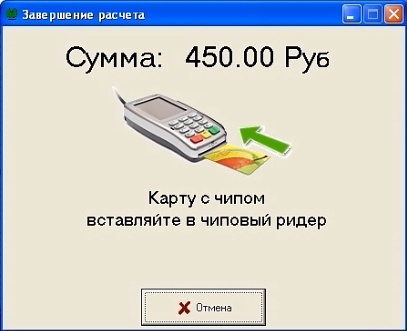 Завершение расчета
Сумма: 450.00 Руб
Карту с чипом
вставляйте в чиповый ридер
Отмена